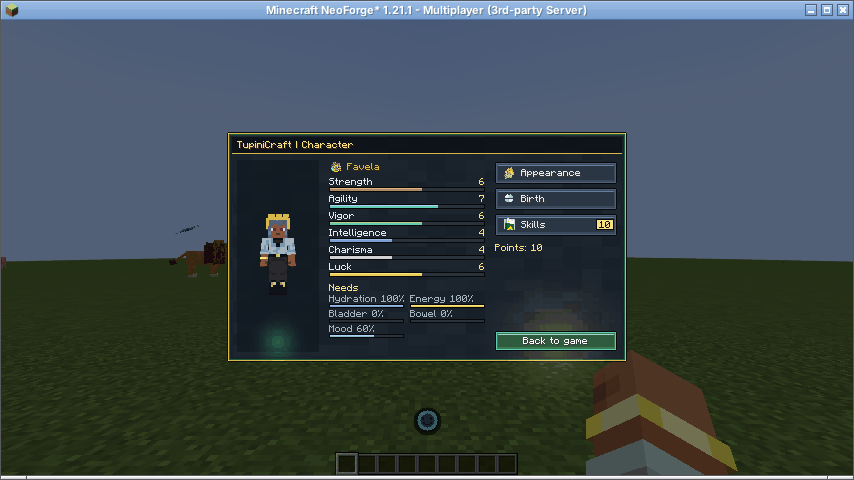 Minecraft NeoForge* 1.21.1 - Multiplayer (3rd-party Server)
TupiniCraft | Character
Favela
Strength 6
Agility 7
Vigor 6
Intelligence 4
Charisma 4
Luck 6
Needs
Hydration 100% Energy 100%
Bladder 0% Bowel 0%
Mood 60%
Appearance
Birth
Skills 10
Points: 10
Back to game